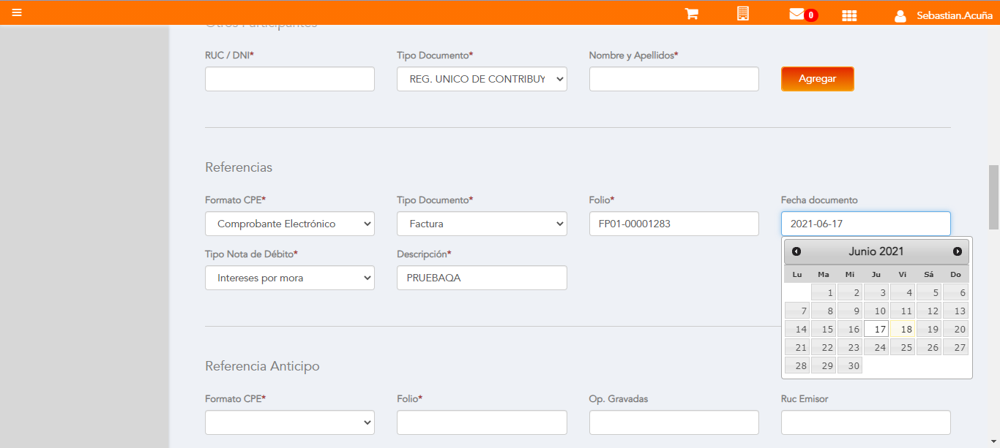 0
Sebastian.Acuña
Otros Participantes
RUC / DNI*
Tipo Documento*
Nombre y Apellidos*
REG. UNICO DE CONTRIBUY
Agregar
Referencias
Formato CPE*
Tipo Documento*
Folio*
Fecha documento
Comprobante Electrónico
Factura
FP01-00001283
2021-06-17
Tipo Nota de Débito*
Descripción*
Intereses por mora
PRUEBAQA
Junio 2021
Lu Ma Mi Ju Vi Sá Do
1 2 3 4 5 6
7 8 9 10 11 12 13
14 15 16 17 18 19 20
21 22 23 24 25 26 27
28 29 30
Referencia Anticipo
Formato CPE*
Folio*
Op. Gravadas
Ruc Emisor